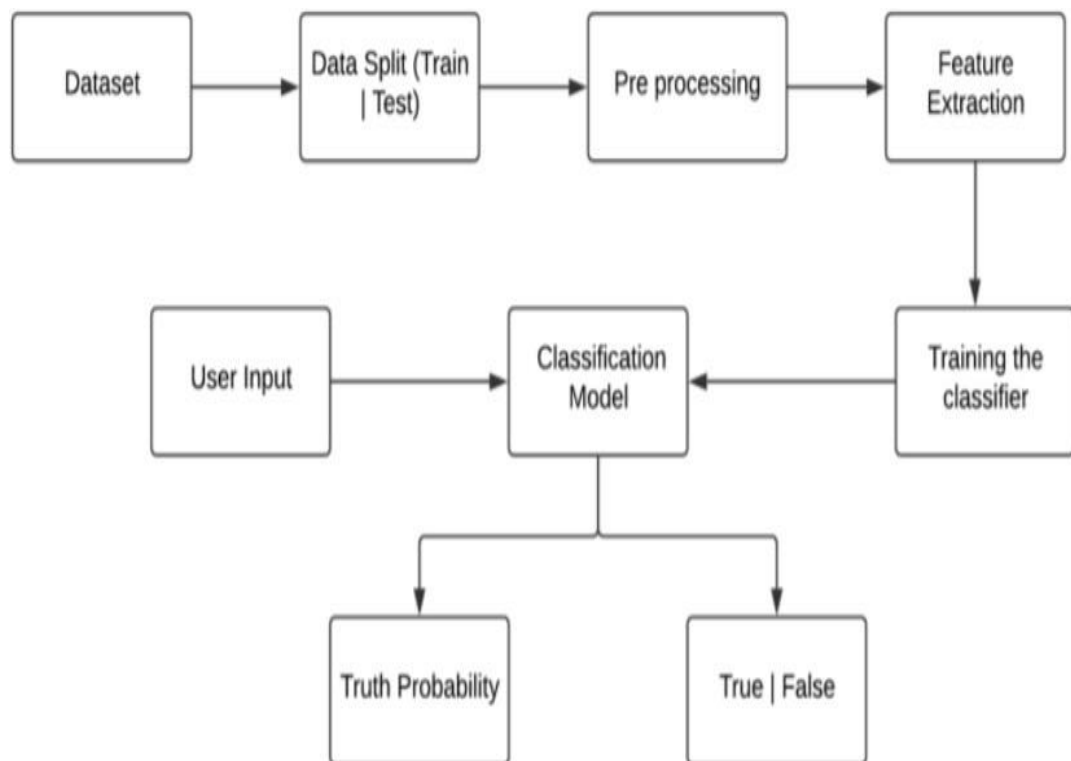 Dataset
Data Split (Train
| Test)
Pre processing
Feature
Extraction
User Input
Classification
Model
Training the
classifier
Truth Probability
True | False